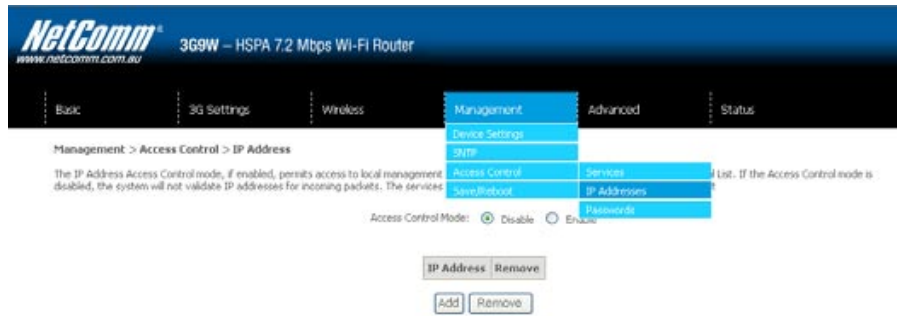 NetComm®
www.netcomm.com.au
3G9W – HSPA 7.2 Mbps Wi-Fi Router
Basic
3G Settings
Wireless
Management
Advanced
Status
Device Settings
SNTP
Access Control
Save/Reboot
Services
IP Addresses
Passwords
Management > Access Control > IP Address
The IP Address Access Control mode, if enabled, permits access to local management l List. If the Access Control mode is
disabled, the system will not validate IP addresses for incoming packets. The services
Access Control Mode: Disable Enable
IP Address Remove
Add Remove